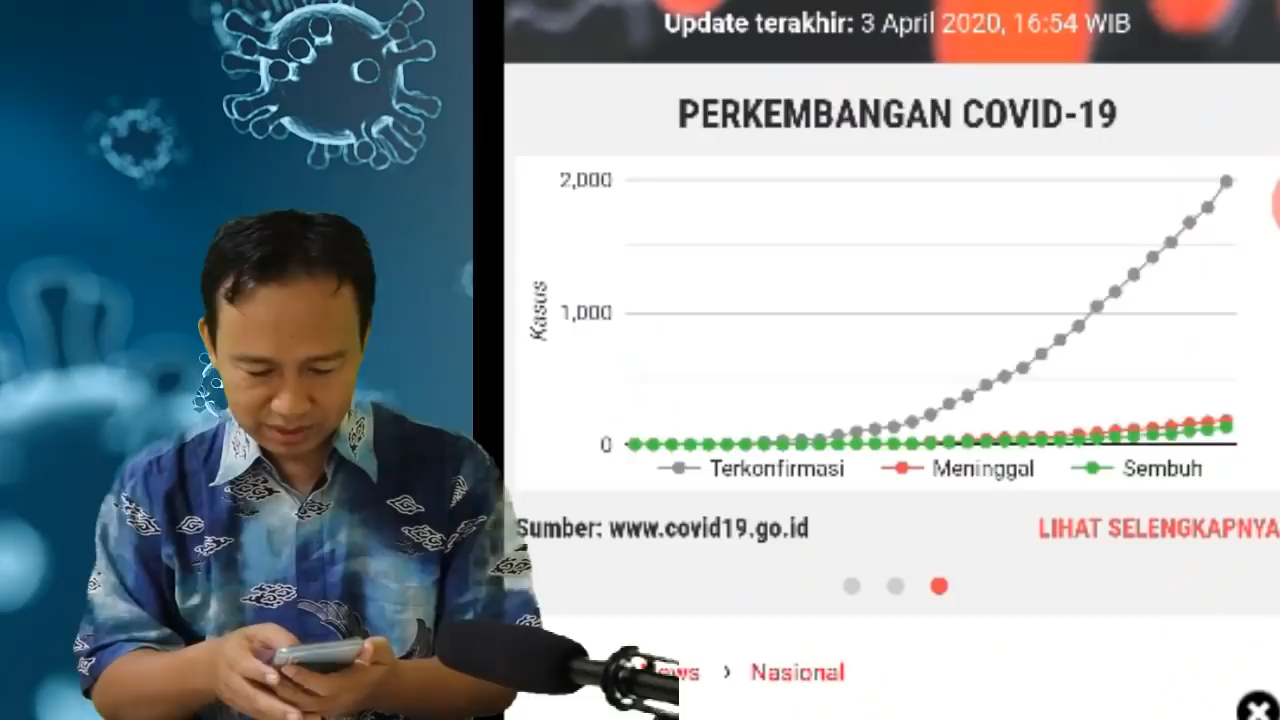 Update terakhir: 3 April 2020, 16:54 WIB
PERKEMBANGAN COVID-19
2,000
1,000
0
Kasus
Terkonfirmasi Meninggal Sembuh
Sumber: www.covid19.go.id LIHAT SELENGKAPNYA
› Nasional